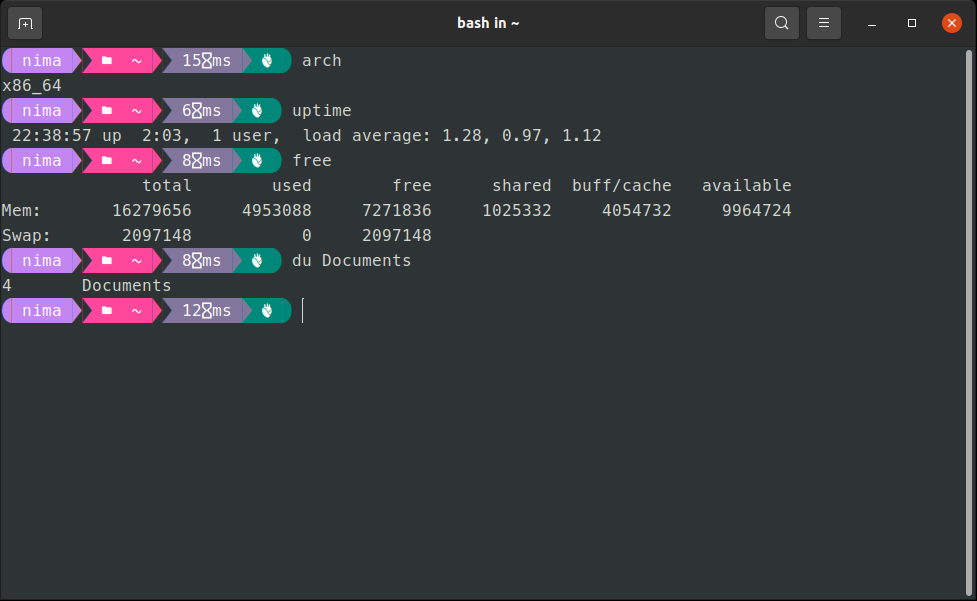 bash in ~
nima ~ 15ms arch
x86_64
nima ~ 6ms uptime
22:38:57 up 2:03, 1 user, load average: 1.28, 0.97, 1.12
nima ~ 8ms free
total used free shared buff/cache available
Mem: 16279656 4953088 7271836 1025332 4054732 9964724
Swap: 2097148 0 2097148
nima ~ 8ms du Documents
4 Documents
nima ~ 12ms